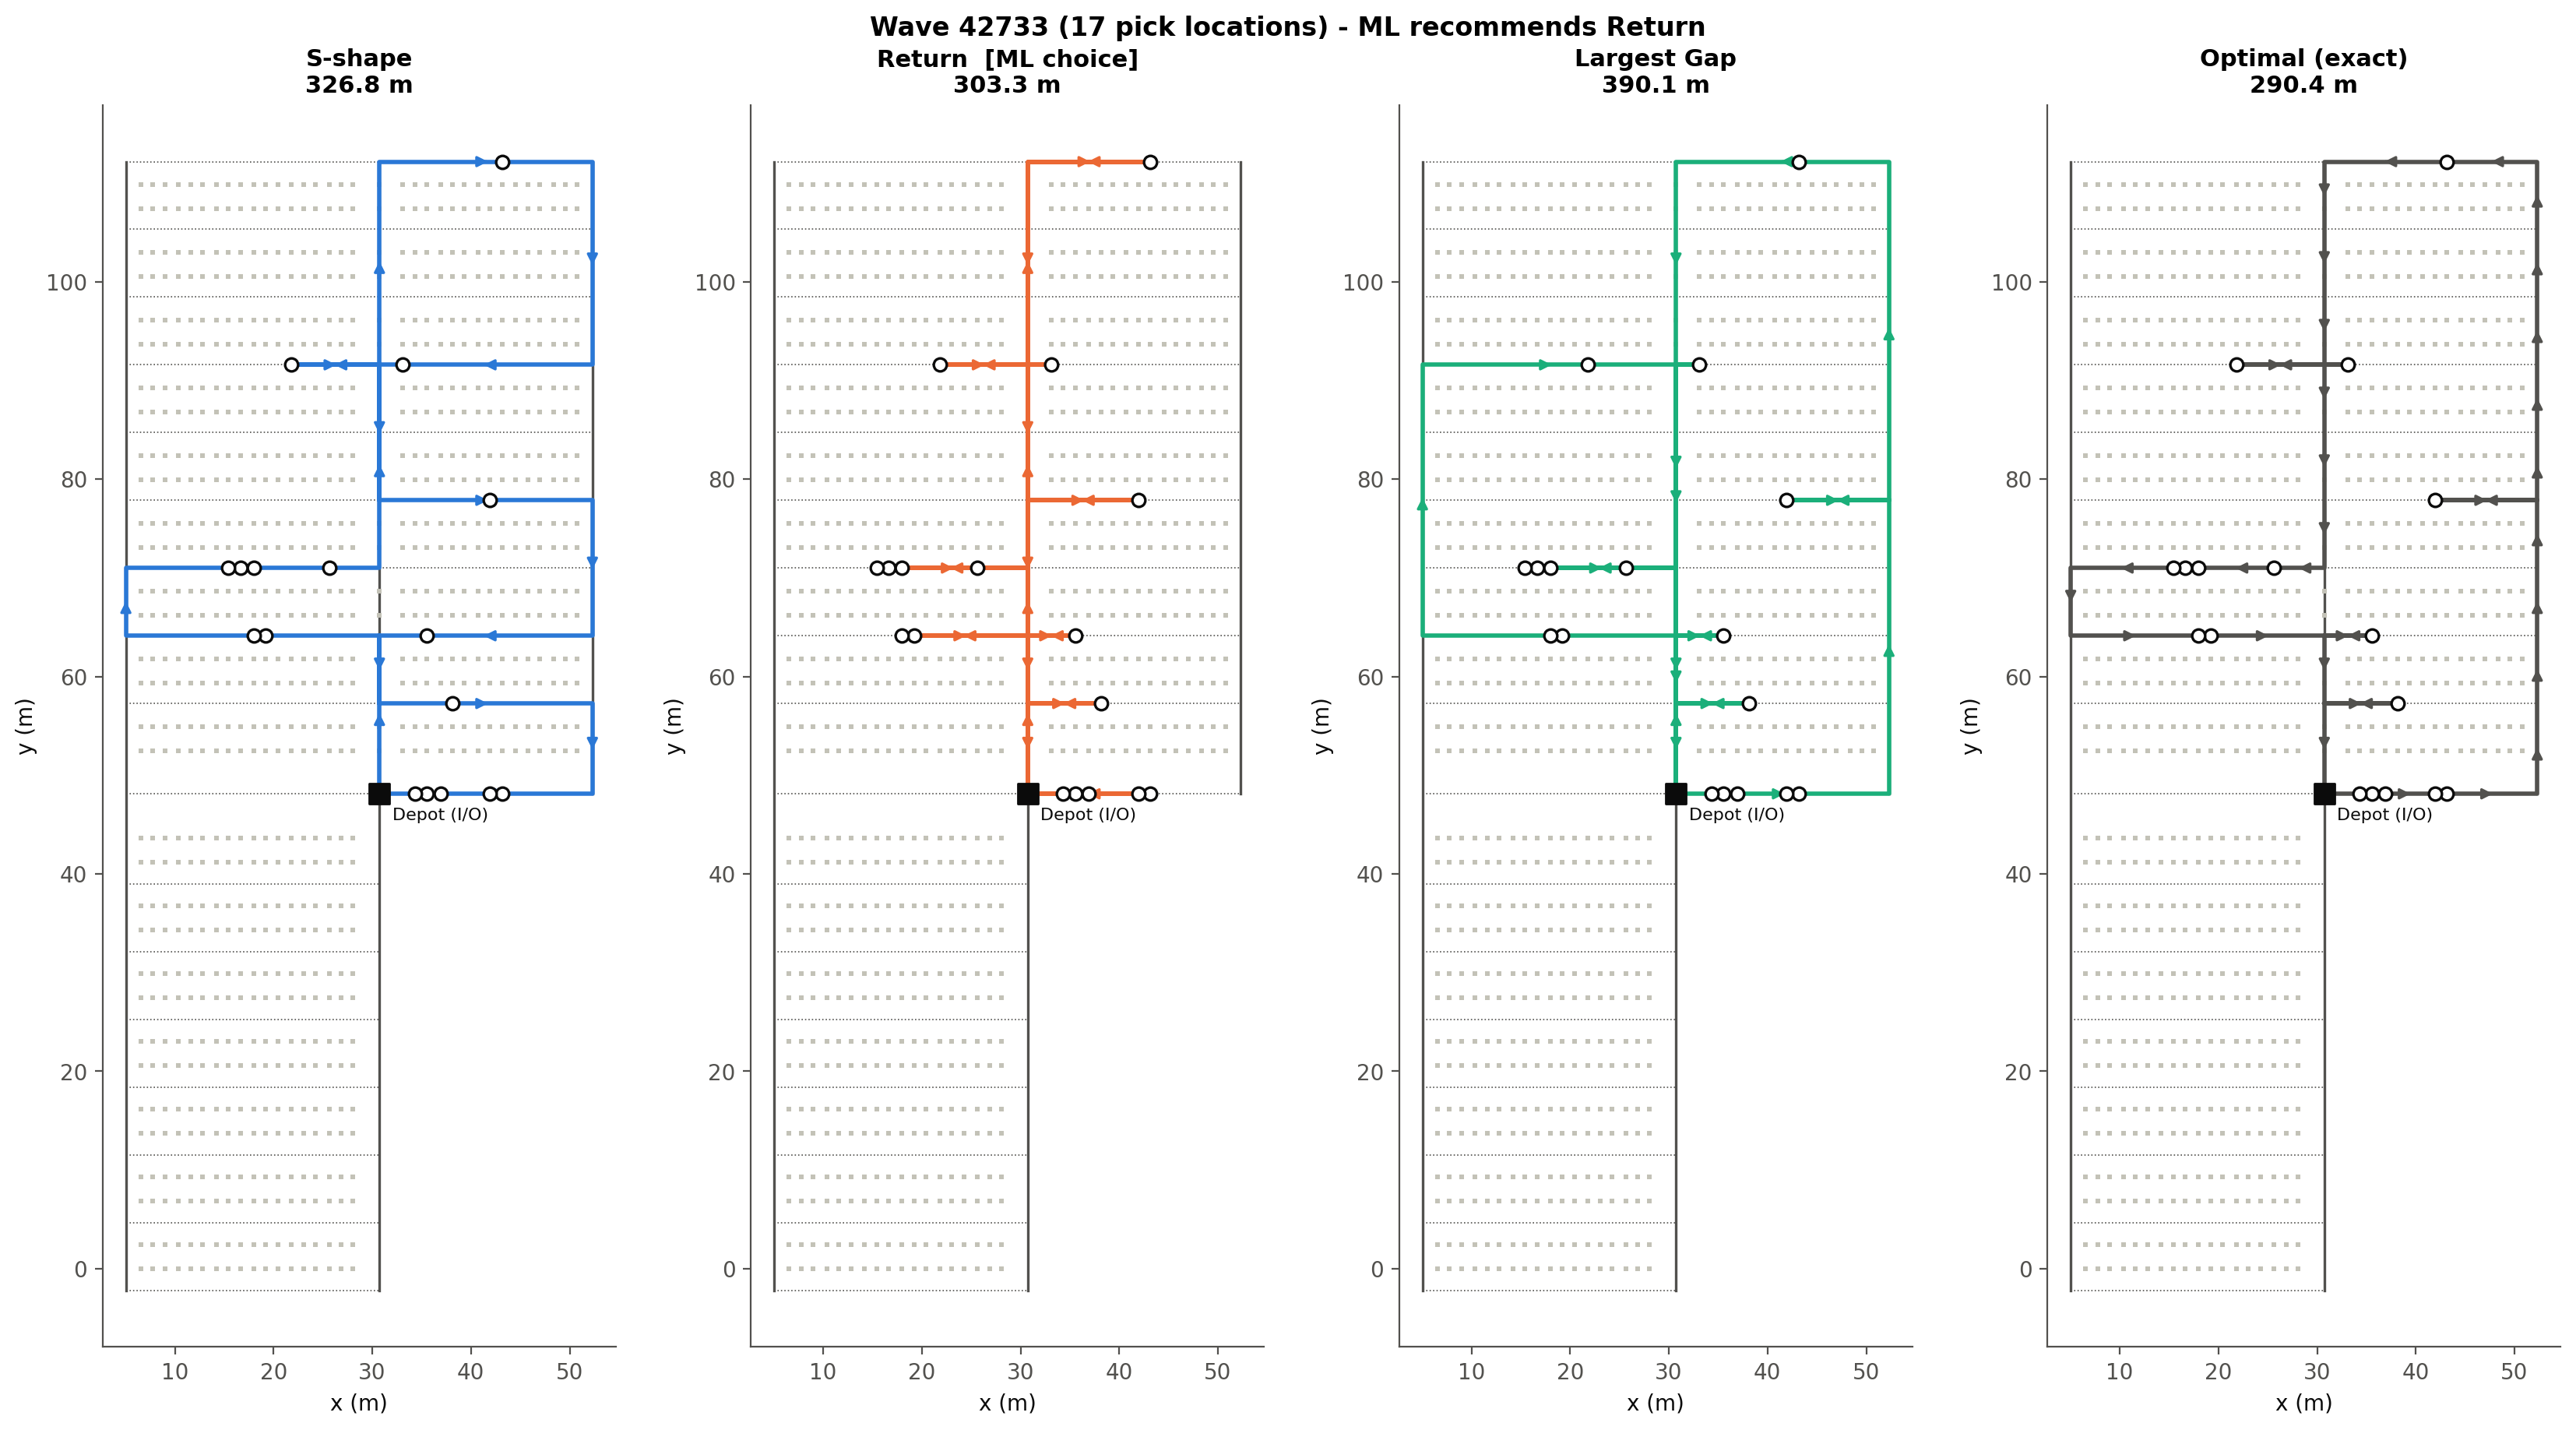 Wave 42733 (17 pick locations) - ML recommends Return
S-shape
326.8 m
100
80
60
40
20
0
y (m)
10 20 30 40 50
x (m)
Depot (I/O)
Return [ML choice]
303.3 m
100
80
60
40
20
0
y (m)
10 20 30 40 50
x (m)
Depot (I/O)
Largest Gap
390.1 m
100
80
60
40
20
0
y (m)
10 20 30 40 50
x (m)
Depot (I/O)
Optimal (exact)
290.4 m
100
80
60
40
20
0
y (m)
10 20 30 40 50
x (m)
Depot (I/O)